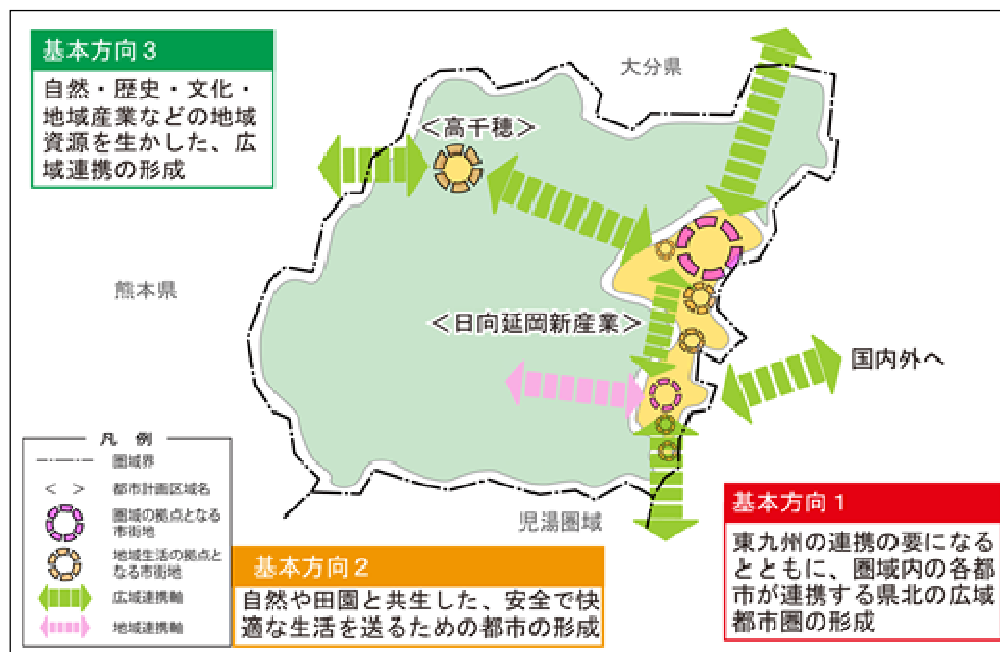 基本方向3
自然・歴史・文化・
地域産業などの地域
資源を生かした、広
域連携の形成
大分県
＜高千穂＞
熊本県
＜日向延岡新産業＞
国内外へ
凡 例
圏域界
＜ ＞ 都市計画区域名
圏域の拠点となる
市街地
地域生活の拠点と
なる市街地
広域連携軸
地域連携軸
児湯圏域
基本方向2
自然や田園と共生した、安全で快
適な生活を送るための都市の形成
基本方向1
東九州の連携の要になる
とともに、圏域内の各都
市が連携する県北の広域
都市圏の形成